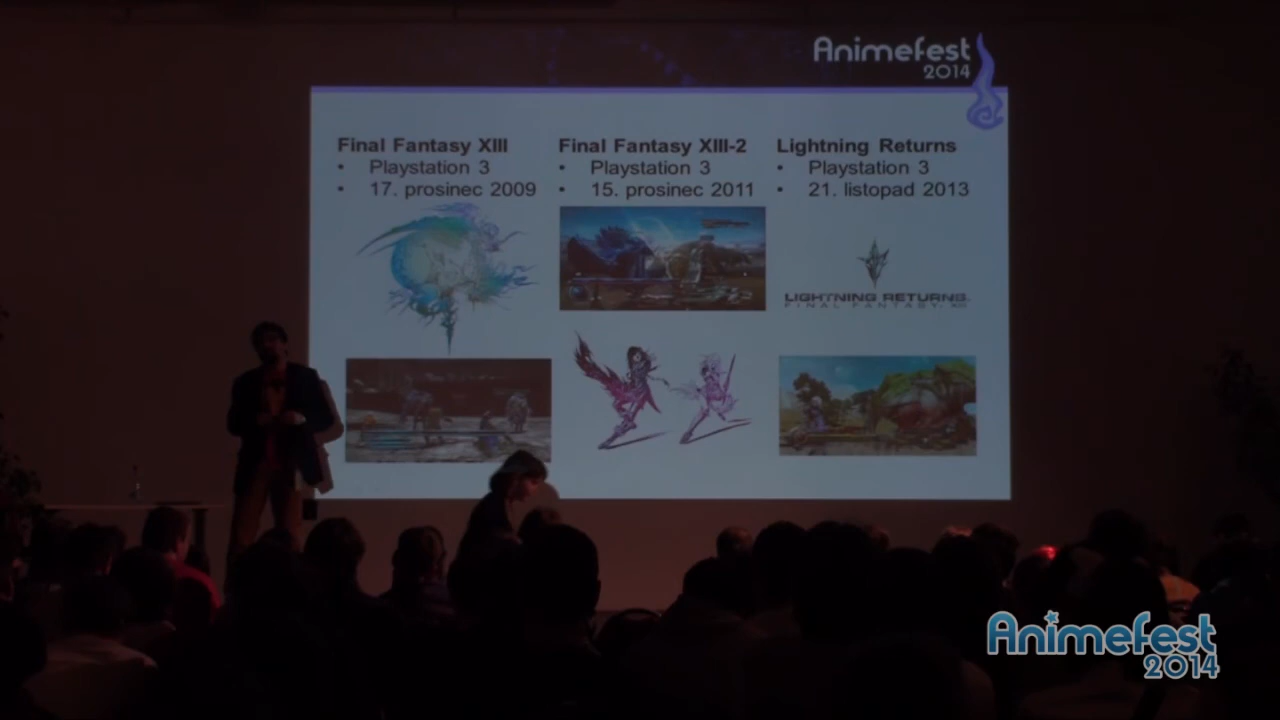 Animefest
2014
Final Fantasy XIII
• Playstation 3
• 17. prosinec 2009
Final Fantasy XIII-2
• Playstation 3
• 15. prosinec 2011
Lightning Returns
• Playstation 3
• 21. listopad 2013
LIGHTNING RETURNS
FINAL FANTASY XIII
Animefest
2014